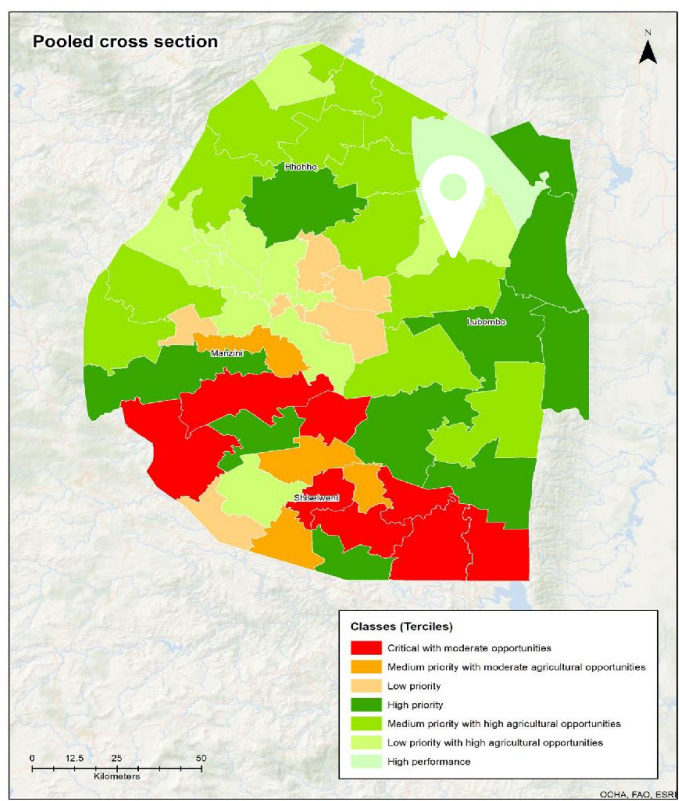 Pooled cross section
N
Hhohho
Lubombo
Manzini
Shiselweni
Classes (Terciles)
Critical with moderate opportunities
Medium priority with moderate agricultural opportunities
Low priority
High priority
Medium priority with high agricultural opportunities
Low priority with high agricultural opportunities
High performance
0 12.5 25 50
Kilometers
OCHA, FAO, ESRI